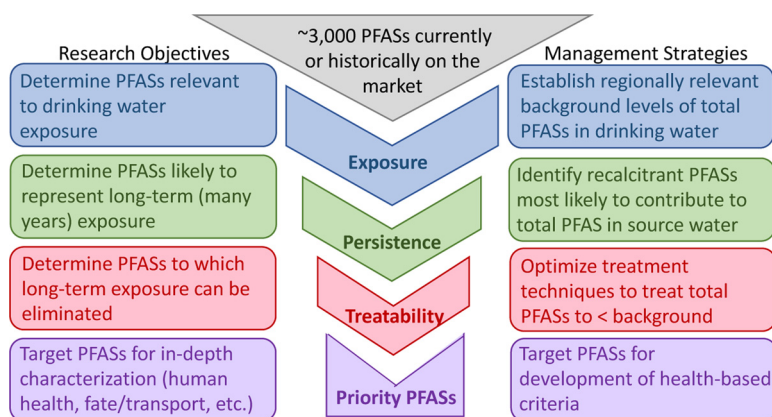 ~3,000 PFASs currently
or historically on the
market
Research Objectives
Determine PFASs relevant
to drinking water
exposure
Determine PFASs likely to
represent long-term (many
years) exposure
Determine PFASs to which
long-term exposure can be
eliminated
Target PFASs for in-depth
characterization (human
health, fate/transport, etc.)
Exposure
Persistence
Treatability
Priority PFASs
Management Strategies
Establish regionally relevant
background levels of total
PFASs in drinking water
Identify recalcitrant PFASs
most likely to contribute to
total PFAS in source water
Optimize treatment
techniques to treat total
PFASs to < background
Target PFASs for
development of health-based
criteria